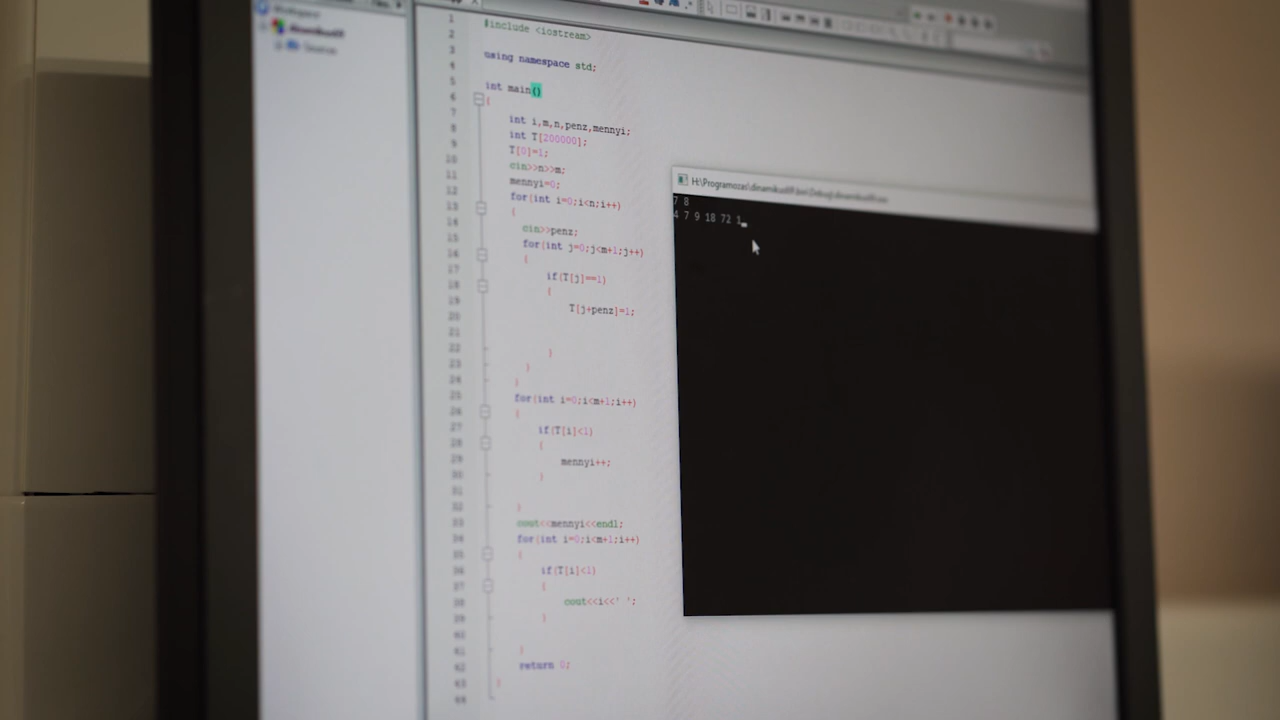 #include <iostream>
using namespace std;
int main()
{
int i,m,n,penz,mennyi;
int T[200000];
T[0]=1;
cin>>n>>m;
mennyi=0;
for(int i=0;i<n;i++)
{
cin>>penz;
for(int j=0;j<m+1;j++)
{
if(T[j]==1)
{
T[j+penz]=1;
}
}
}
for(int i=0;i<m+1;i++)
{
if(T[i]<1)
{
mennyi++;
}
}
cout<<mennyi<<endl;
for(int i=0;i<m+1;i++)
{
if(T[i]<1)
{
cout<<i<<' ';
}
}
return 0;
}
1
2
3
4
5
6
7
8
9
10
11
12
13
14
15
16
17
18
19
20
21
22
23
24
25
26
27
28
29
30
31
32
33
34
35
36
37
38
39
40
41
42
43
44
7 8
4 7 9 18 72 1